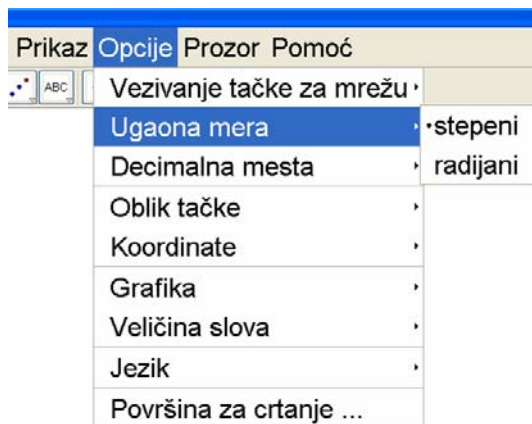 Prikaz Opcije Prozor Pomoć
ABC
Vezivanje tačke za mrežu
Ugaona mera
stepeni
radijani
Decimalna mesta
Oblik tačke
Koordinate
Grafika
Veličina slova
Jezik
Površina za crtanje ...